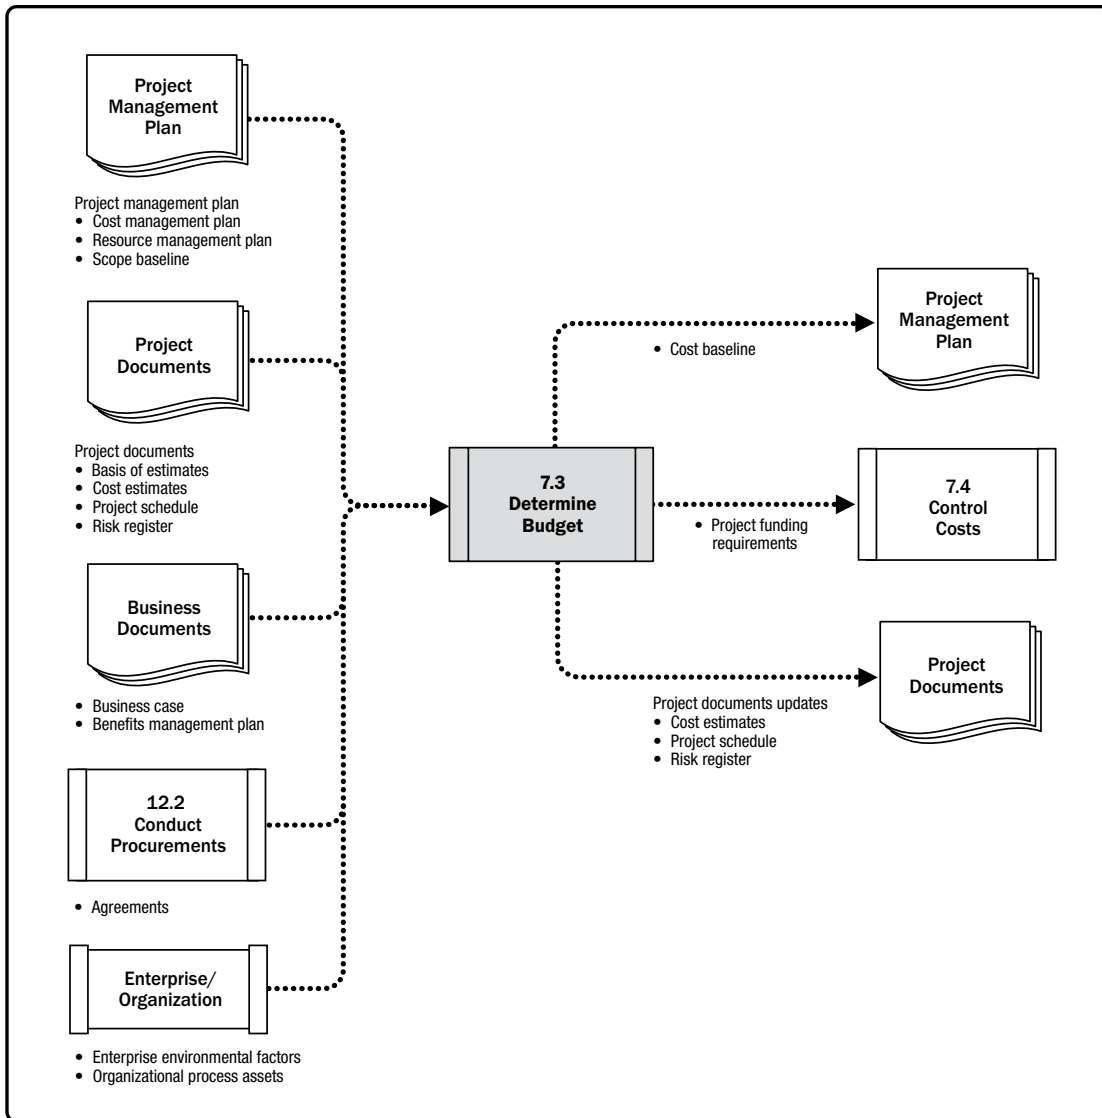 Project
Management
Plan
Project management plan
• Cost management plan
• Resource management plan
• Scope baseline
Project
Documents
Project documents
• Basis of estimates
• Cost estimates
• Project schedule
• Risk register
Business
Documents
• Business case
• Benefits management plan
12.2
Conduct
Procurements
• Agreements
Enterprise/
Organization
• Enterprise environmental factors
• Organizational process assets
7.3
Determine
Budget
• Cost baseline
Project
Management
Plan
• Project funding
requirements
7.4
Control
Costs
Project documents updates
• Cost estimates
• Project schedule
• Risk register
Project
Documents